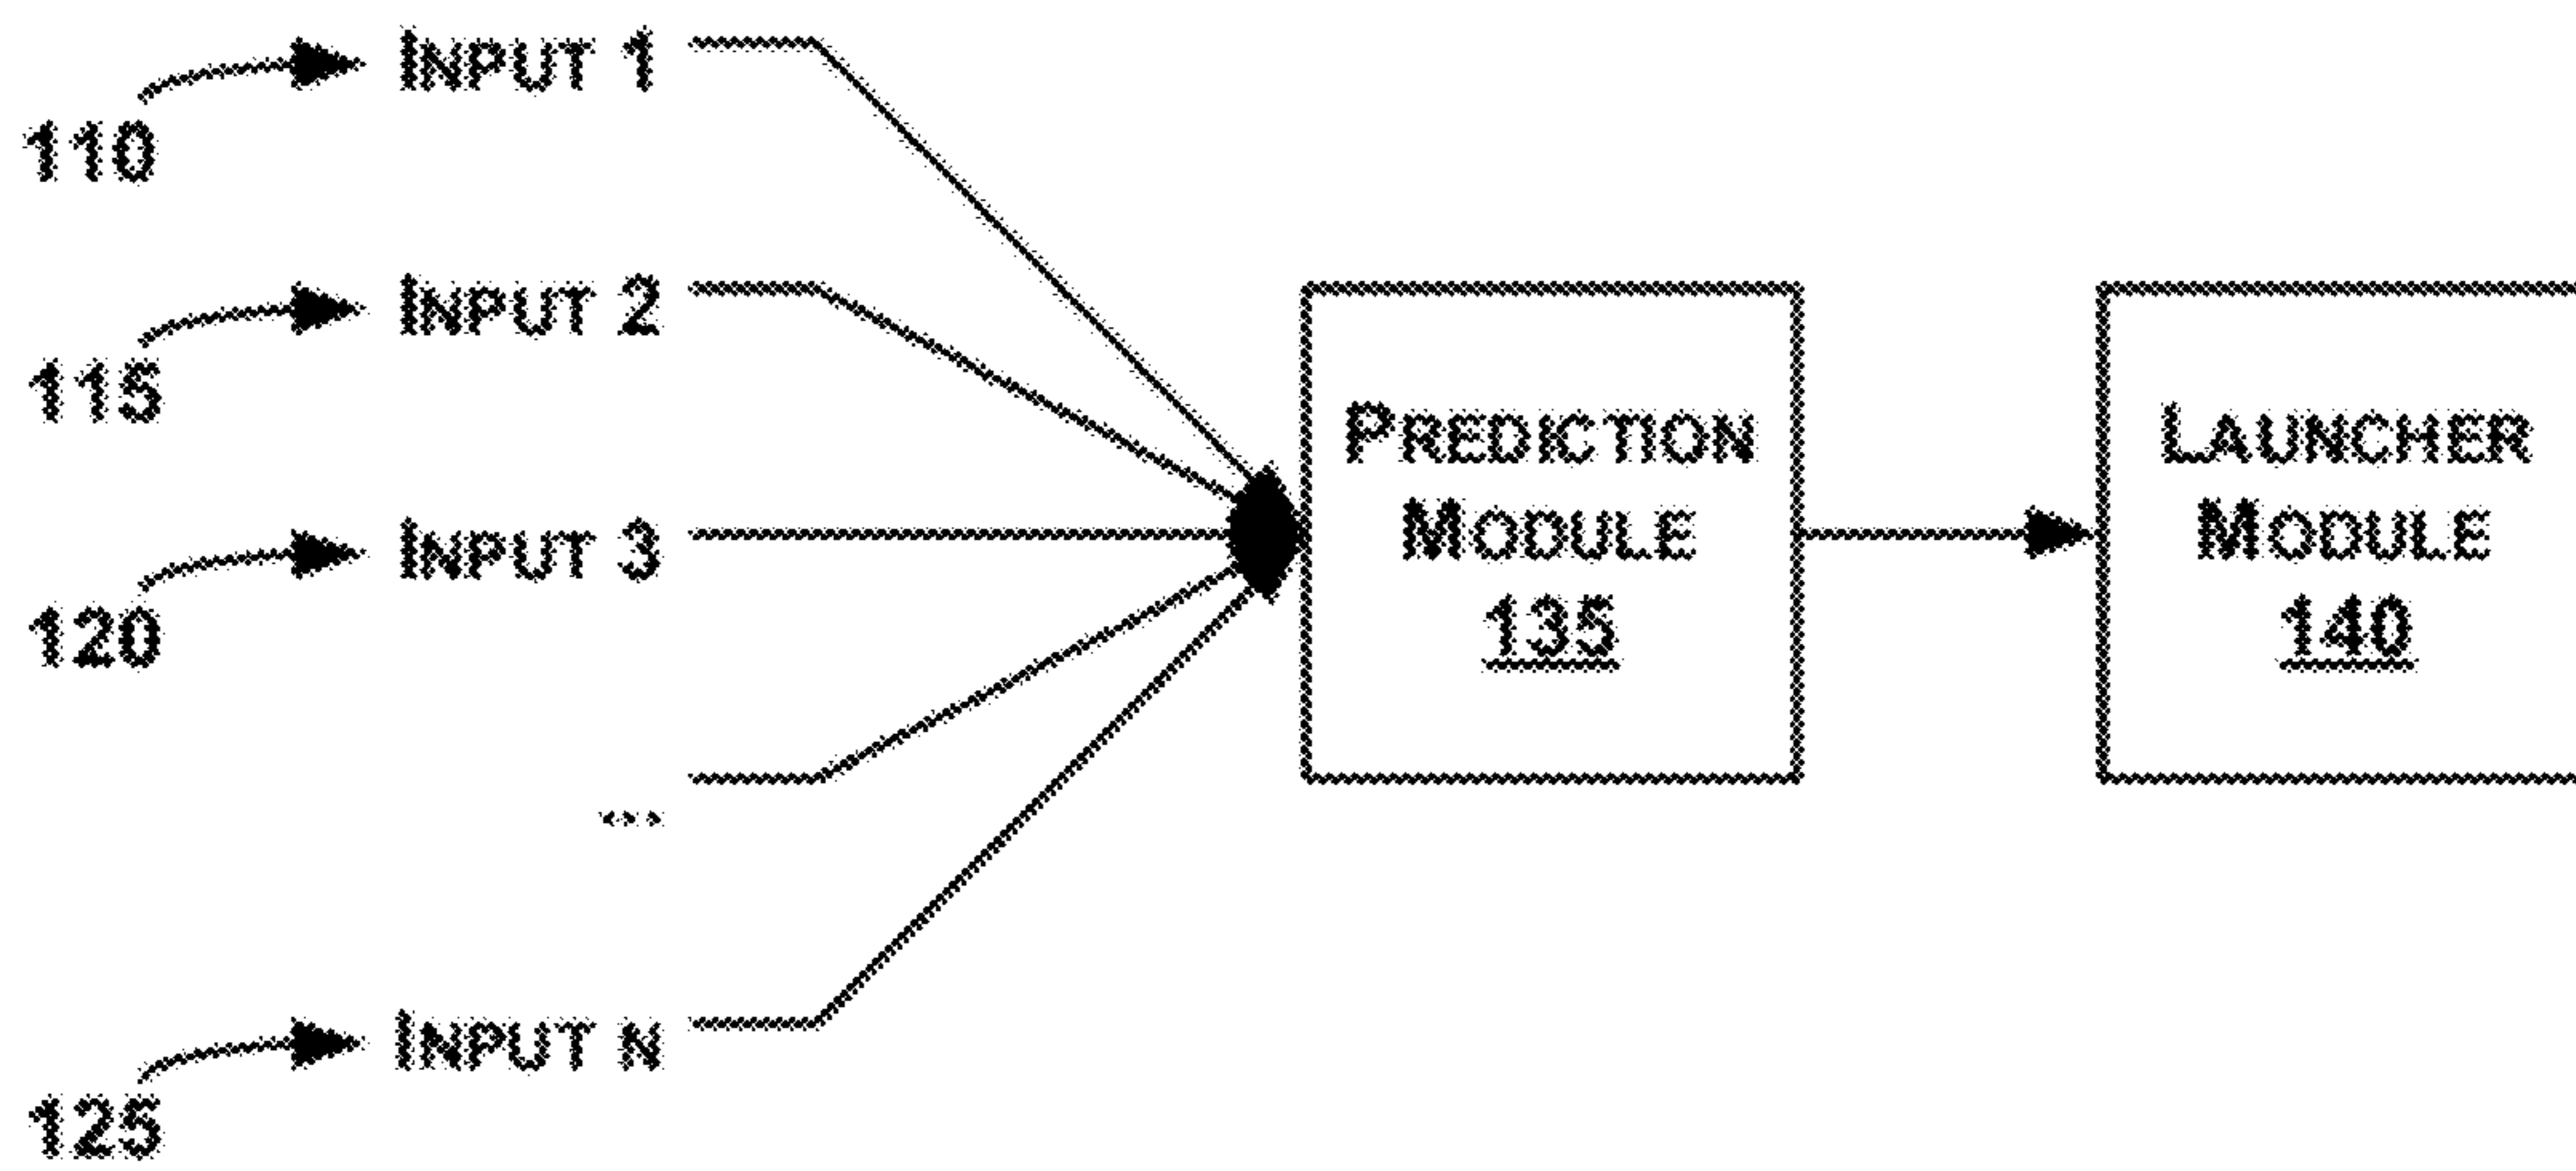 INPUT 1
110
INPUT 2
115
INPUT 3
120
...
INPUT N
125
PREDICTION
MODULE
135
LAUNCHER
MODULE
140